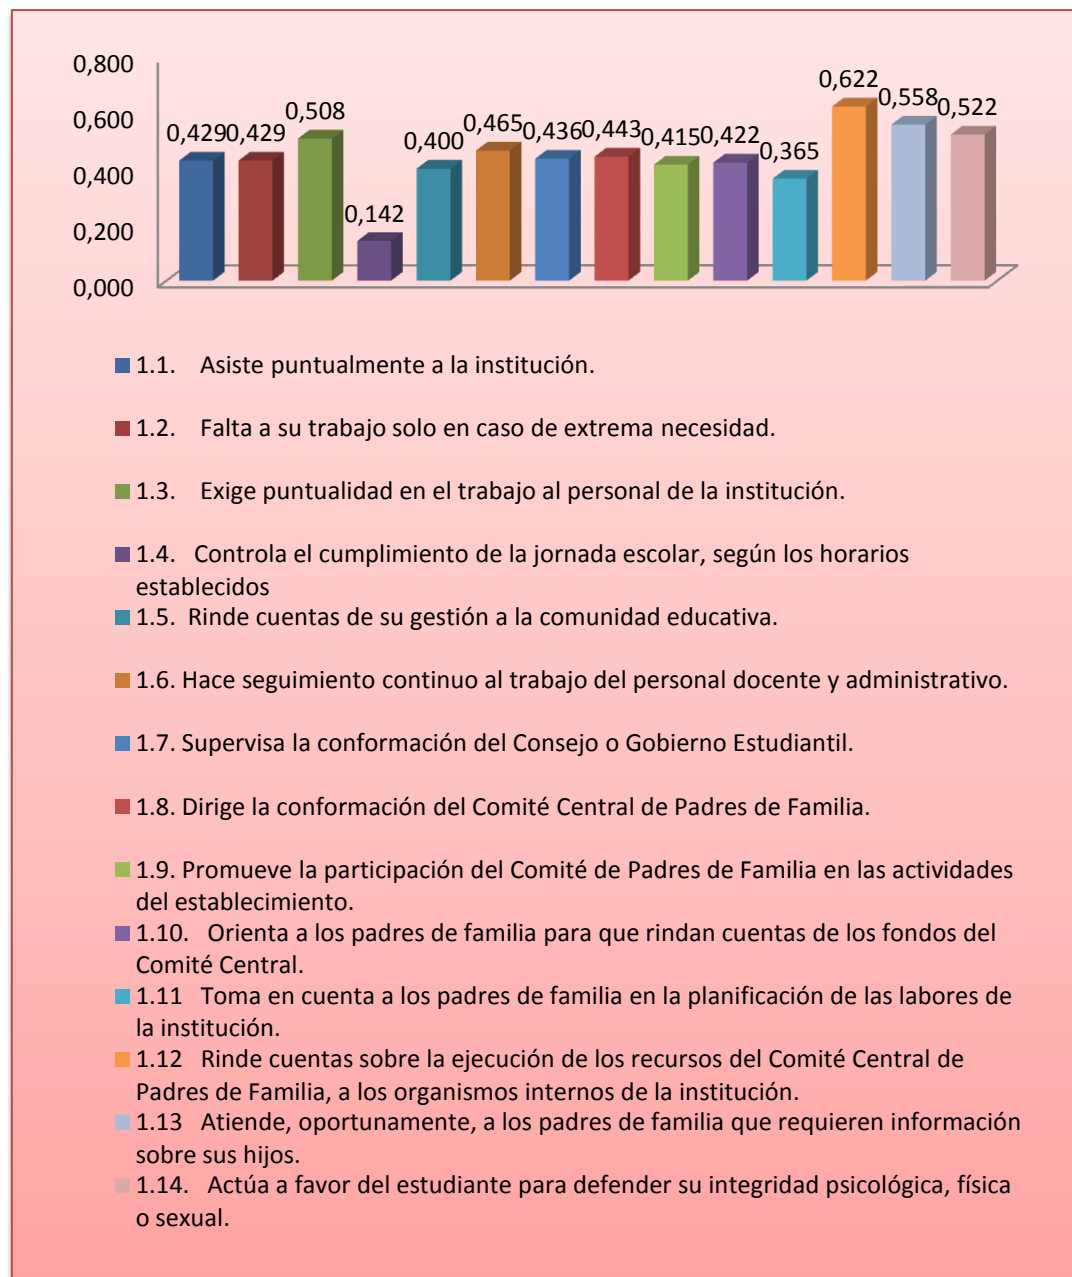 0,800
0,600
0,400
0,200
0,000
0,429
0,429
0,508
0,142
0,400
0,465
0,436
0,443
0,415
0,422
0,365
0,622
0,558
0,522
1.1. Asiste puntualmente a la institución.
1.2. Falta a su trabajo solo en caso de extrema necesidad.
1.3. Exige puntualidad en el trabajo al personal de la institución.
1.4. Controla el cumplimiento de la jornada escolar, según los horarios
establecidos
1.5. Rinde cuentas de su gestión a la comunidad educativa.
1.6. Hace seguimiento continuo al trabajo del personal docente y administrativo.
1.7. Supervisa la conformación del Consejo o Gobierno Estudiantil.
1.8. Dirige la conformación del Comité Central de Padres de Familia.
1.9. Promueve la participación del Comité de Padres de Familia en las actividades
del establecimiento.
1.10. Orienta a los padres de familia para que rindan cuentas de los fondos del
Comité Central.
1.11 Toma en cuenta a los padres de familia en la planificación de las labores de
la institución.
1.12 Rinde cuentas sobre la ejecución de los recursos del Comité Central de
Padres de Familia, a los organismos internos de la institución.
1.13 Atiende, oportunamente, a los padres de familia que requieren información
sobre sus hijos.
1.14. Actúa a favor del estudiante para defender su integridad psicológica, física
o sexual.